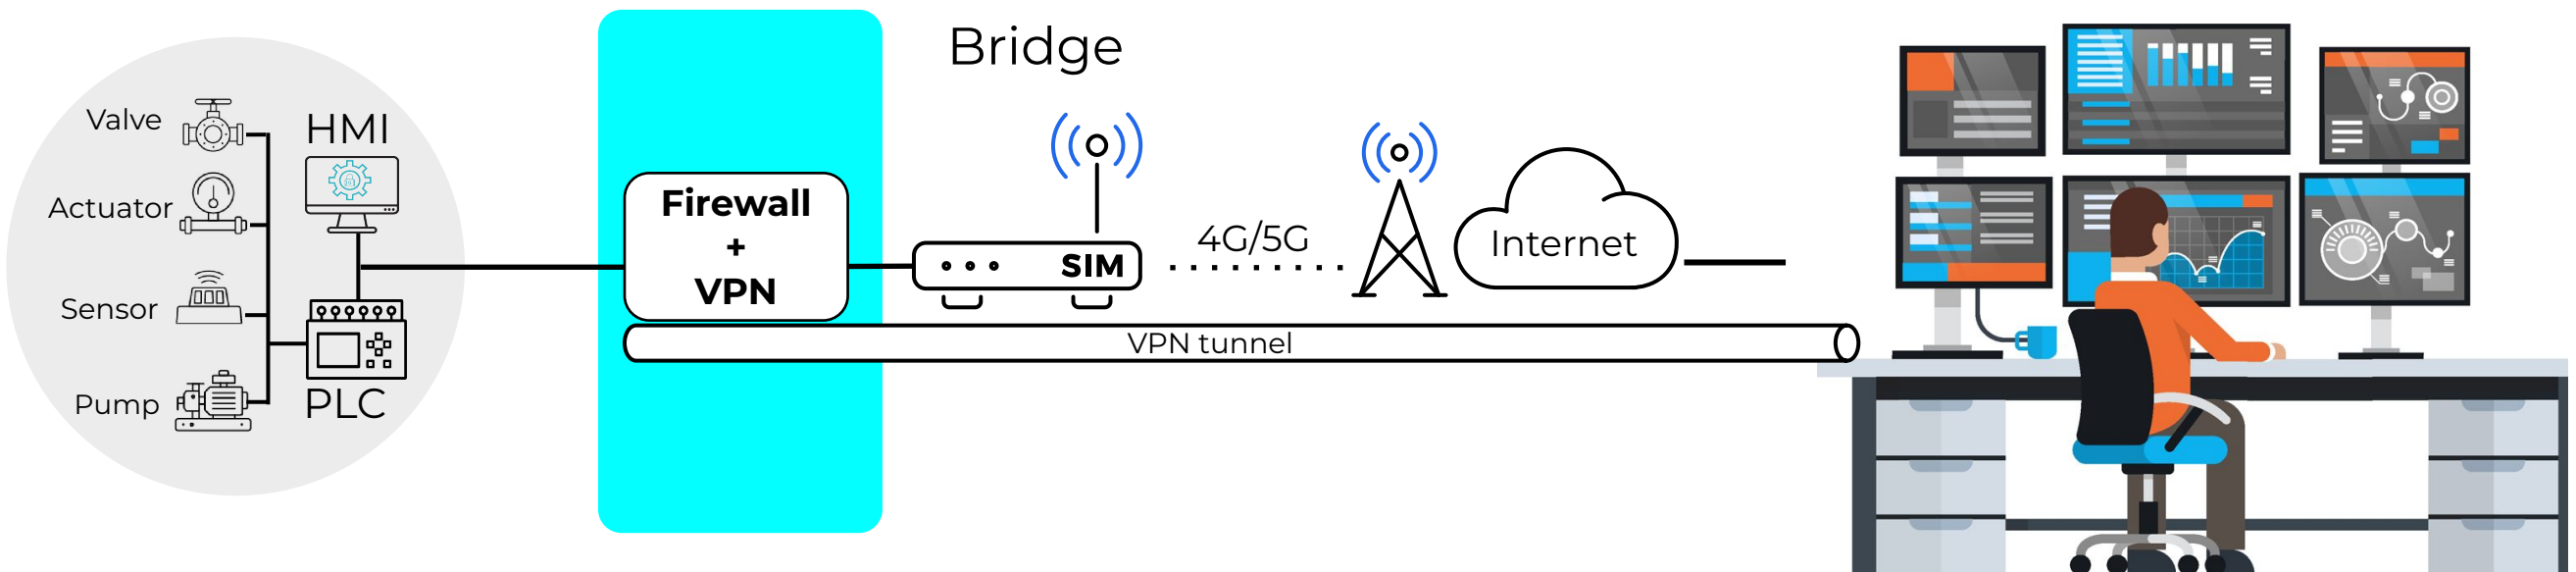 Bridge
Valve
HMI
Actuator
Sensor
Pump
PLC
Firewall
+
VPN
SIM
4G/5G
Internet
VPN tunnel